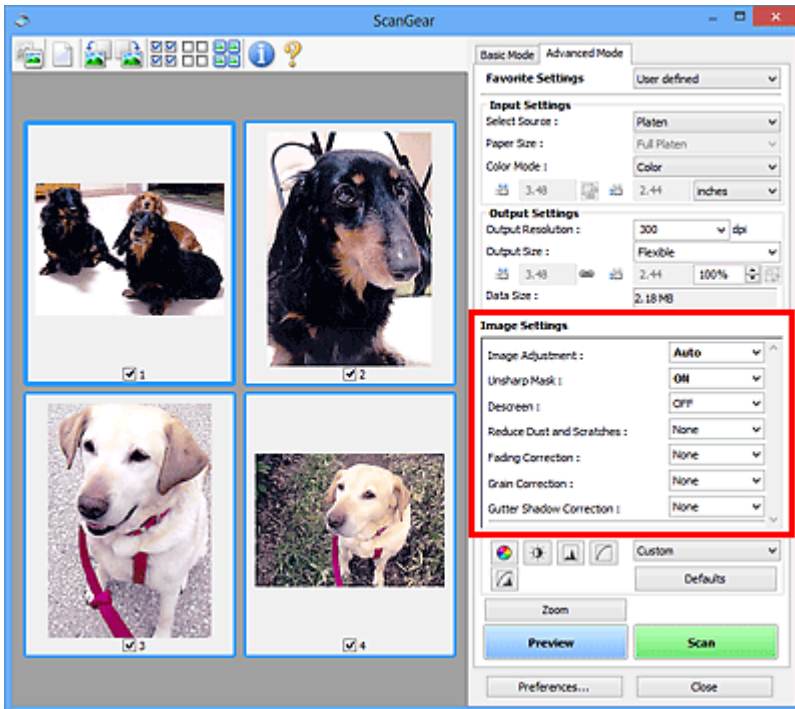 ScanGear
Basic Mode Advanced Mode
Favorite Settings User defined
Input Settings
Select Source : Platen
Paper Size : Full Platen
Color Mode : Color
3.48 2.44 inches
Output Settings
Output Resolution : 300 dpi
Output Size : Flexible
3.48 2.44 100%
Data Size : 2.18 MB
Image Settings
Image Adjustment : Auto
Unsharp Mask : ON
Descreen : OFF
Reduce Dust and Scratches : None
Fading Correction : None
Grain Correction : None
Gutter Shadow Correction : None
Custom
Defaults
Zoom
Preview Scan
Preferences... Close
1
2
3
4